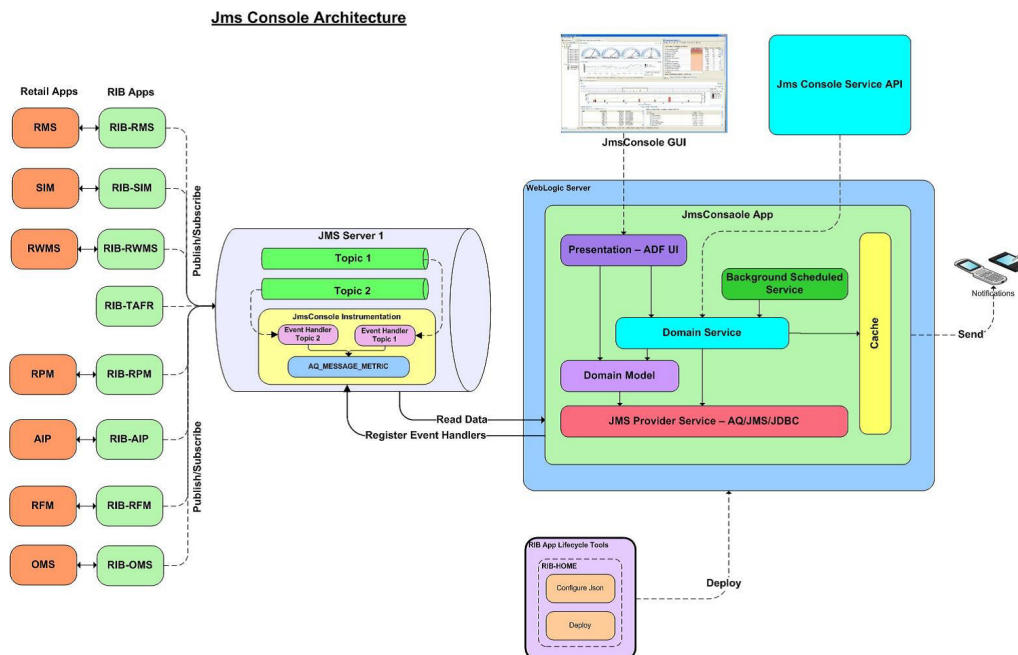 Jms Console Architecture
Retail Apps
RIB Apps
RMS
RIB-RMS
SIM
RIB-SIM
RWMS
RIB-RWMS
RIB-TAFR
RPM
RIB-RPM
AIP
RIB-AIP
RFM
RIB-RFM
OMS
RIB-OMS
Publish/Subscribe
Publish/Subscribe
JMS Server 1
Topic 1
Topic 2
JmsConsole Instrumentation
Event Handler
Topic 2
Event Handler
Topic 1
AQ_MESSAGE_METRIC
Read Data
Register Event Handlers
JmsConsole GUI
Jms Console Service API
WebLogic Server
JmsConsaole App
Presentation – ADF UI
Background Scheduled
Service
Domain Service
Domain Model
JMS Provider Service – AQ/JMS/JDBC
Cache
Send
Notifications
RIB App Lifecycle Tools
RIB-HOME
Configure Json
Deploy
Deploy